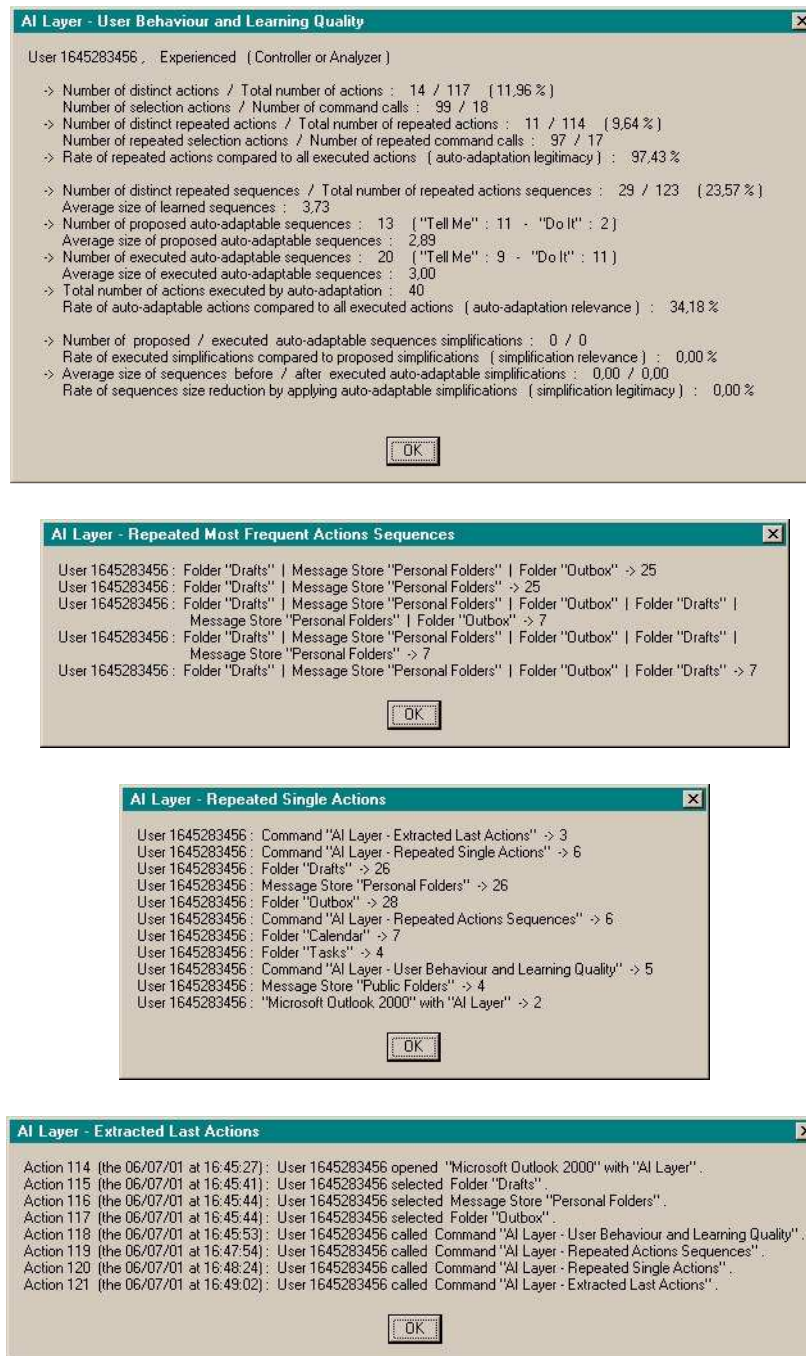 AI Layer - User Behaviour and Learning Quality
User 1645283456 , Experienced ( Controller or Analyzer )
-> Number of distinct actions / Total number of actions : 14 / 117 ( 11,96 % )
Number of selection actions / Number of command calls : 99 / 18
-> Number of distinct repeated actions / Total number of repeated actions : 11 / 114 ( 9,64 % )
Number of repeated selection actions / Number of repeated command calls : 97 / 17
-> Rate of repeated actions compared to all executed actions ( auto-adaptation legitimacy ) : 97,43 %
-> Number of distinct repeated sequences / Total number of repeated actions sequences : 29 / 123 ( 23,57 % )
Average size of learned sequences : 3,73
-> Number of proposed auto-adaptable sequences : 13 ( "Tell Me" : 11 - "Do It" : 2 )
Average size of proposed auto-adaptable sequences : 2,89
-> Number of executed auto-adaptable sequences : 20 ( "Tell Me" : 9 - "Do It" : 11 )
Average size of executed auto-adaptable sequences : 3,00
-> Total number of actions executed by auto-adaptation : 40
Rate of auto-adaptable actions compared to all executed actions ( auto-adaptation relevance ) : 34,18 %
-> Number of proposed / executed auto-adaptable sequences simplifications : 0 / 0
Rate of executed simplifications compared to proposed simplifications ( simplification relevance ) : 0,00 %
-> Average size of sequences before / after executed auto-adaptable simplifications : 0,00 / 0,00
Rate of sequences size reduction by applying auto-adaptable simplifications ( simplification legitimacy ) : 0,00 %
OK
AI Layer - Repeated Most Frequent Actions Sequences
User 1645283456 : Folder "Drafts" | Message Store "Personal Folders" | Folder "Outbox" -> 25
User 1645283456 : Folder "Drafts" | Message Store "Personal Folders" -> 25
User 1645283456 : Folder "Drafts" | Message Store "Personal Folders" | Folder "Outbox" | Folder "Drafts" |
Message Store "Personal Folders" | Folder "Outbox" -> 7
User 1645283456 : Folder "Drafts" | Message Store "Personal Folders" | Folder "Outbox" | Folder "Drafts" |
Message Store "Personal Folders" -> 7
User 1645283456 : Folder "Drafts" | Message Store "Personal Folders" | Folder "Outbox" | Folder "Drafts" -> 7
OK
AI Layer - Repeated Single Actions
User 1645283456 : Command "AI Layer - Extracted Last Actions" -> 3
User 1645283456 : Command "AI Layer - Repeated Single Actions" -> 6
User 1645283456 : Folder "Drafts" -> 26
User 1645283456 : Message Store "Personal Folders" -> 26
User 1645283456 : Folder "Outbox" -> 28
User 1645283456 : Command "AI Layer - Repeated Actions Sequences" -> 6
User 1645283456 : Folder "Calendar" -> 7
User 1645283456 : Folder "Tasks" -> 4
User 1645283456 : Command "AI Layer - User Behaviour and Learning Quality" -> 5
User 1645283456 : Message Store "Public Folders" -> 4
User 1645283456 : "Microsoft Outlook 2000" with "AI Layer" -> 2
OK
AI Layer - Extracted Last Actions
Action 114 (the 06/07/01 at 16:45:27) : User 1645283456 opened "Microsoft Outlook 2000" with "AI Layer" .
Action 115 (the 06/07/01 at 16:45:41) : User 1645283456 selected Folder "Drafts" .
Action 116 (the 06/07/01 at 16:45:44) : User 1645283456 selected Message Store "Personal Folders" .
Action 117 (the 06/07/01 at 16:45:44) : User 1645283456 selected Folder "Outbox" .
Action 118 (the 06/07/01 at 16:45:53) : User 1645283456 called Command "AI Layer - User Behaviour and Learning Quality" .
Action 119 (the 06/07/01 at 16:47:54) : User 1645283456 called Command "AI Layer - Repeated Actions Sequences" .
Action 120 (the 06/07/01 at 16:48:24) : User 1645283456 called Command "AI Layer - Repeated Single Actions" .
Action 121 (the 06/07/01 at 16:49:02) : User 1645283456 called Command "AI Layer - Extracted Last Actions" .
OK